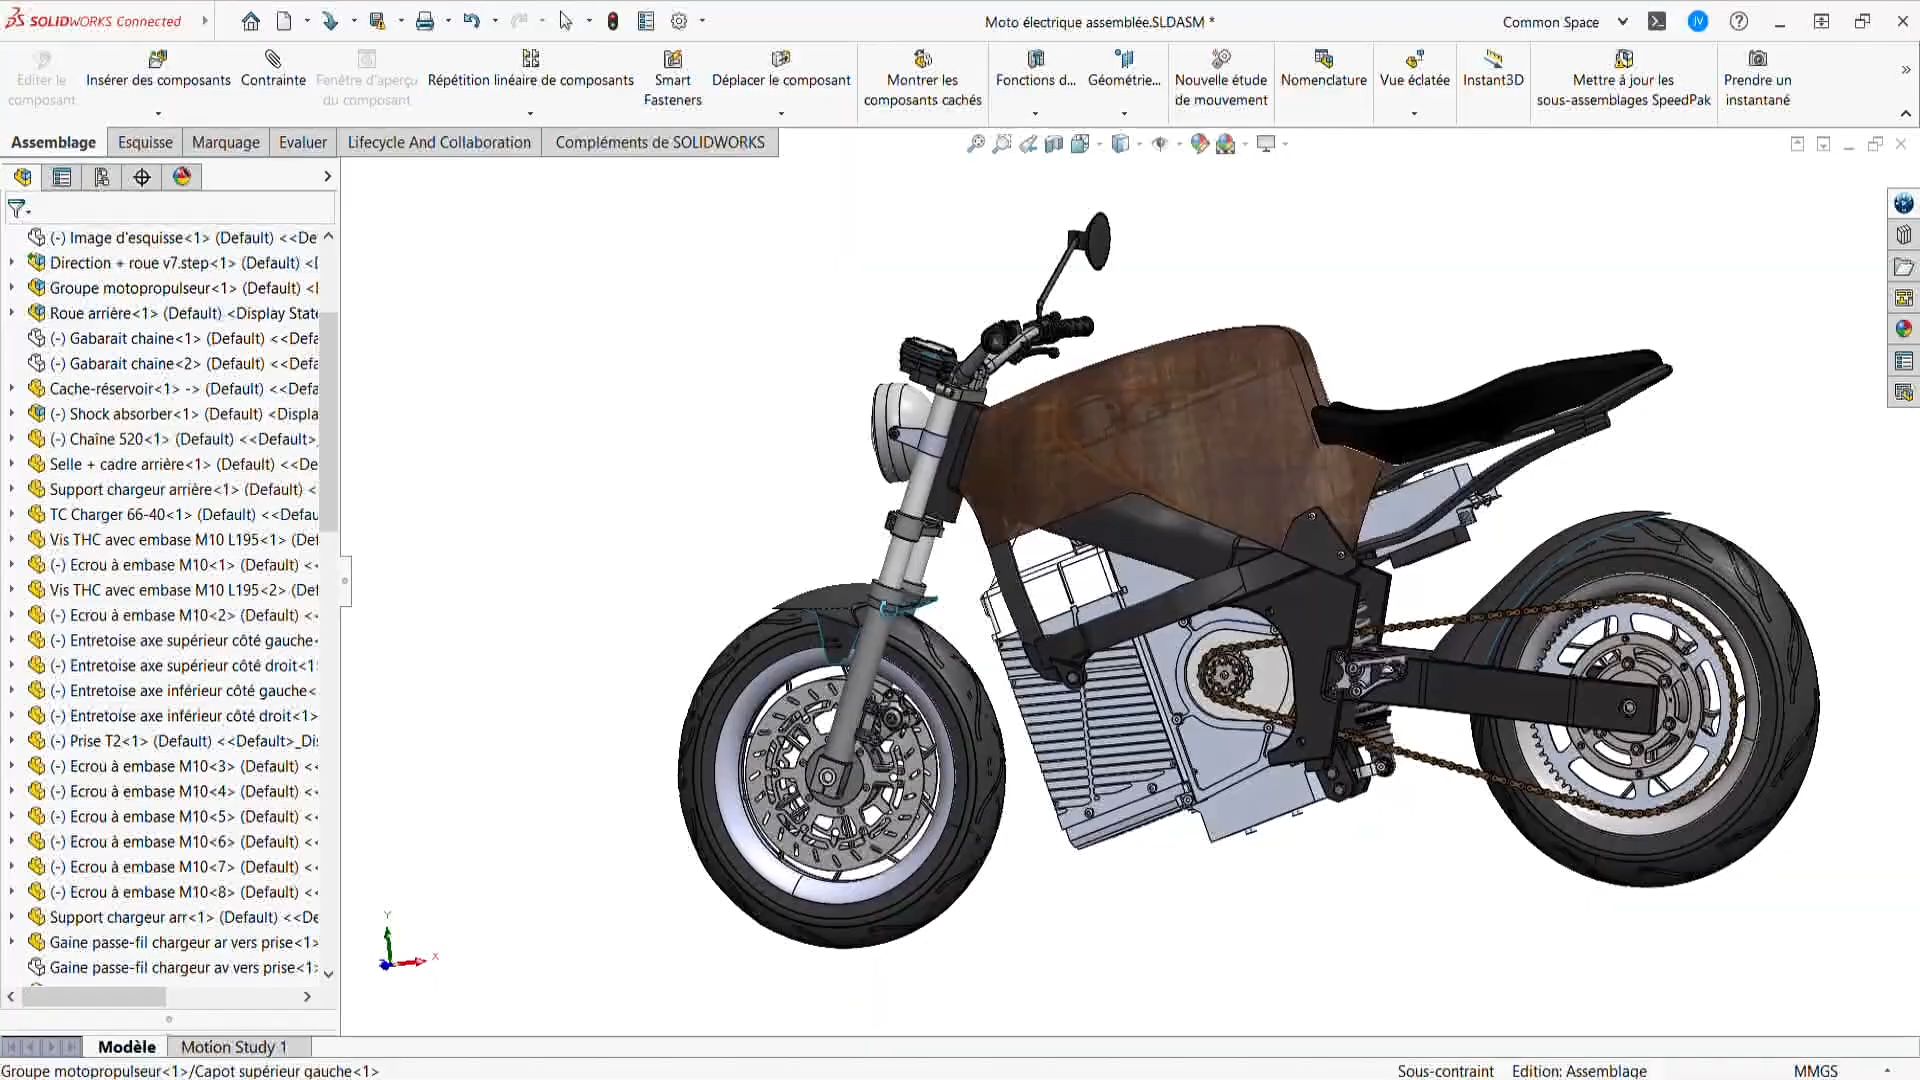 SOLIDWORKS Connected
Moto électrique assemblée.SLDASM *
Common Space
JV
Editer le composant
Insérer des composants
Contrainte
Fenêtre d'aperçu du composant
Répétition linéaire de composants
Smart Fasteners
Déplacer le composant
Montrer les composants cachés
Fonctions d...
Géométrie...
Nouvelle étude de mouvement
Nomenclature
Vue éclatée
Instant3D
Mettre à jour les sous-assemblages SpeedPak
Prendre un instantané
Assemblage
Esquisse
Marquage
Evaluer
Lifecycle And Collaboration
Compléments de SOLIDWORKS
(-) Image d'esquisse<1> (Default) <<De
Direction + roue v7.step<1> (Default) <
Groupe motopropulseur<1> (Default) <
Roue arrière<1> (Default) <Display State
(-) Gabarait chaine<1> (Default) <<Defa
(-) Gabarait chaine<2> (Default) <<Defa
Cache-réservoir<1> -> (Default) <<Defa
(-) Shock absorber<1> (Default) <Displa
(-) Chaîne 520<1> (Default) <<Default>_
Selle + cadre arrière<1> (Default) <<De
Support chargeur arrière<1> (Default) <
TC Charger 66-40<1> (Default) <<Defau
Vis THC avec embase M10 L195<1> (Def
(-) Ecrou à embase M10<1> (Default) <<
Vis THC avec embase M10 L195<2> (Def
(-) Ecrou à embase M10<2> (Default) <<
(-) Entretoise axe supérieur côté gauche<
(-) Entretoise axe supérieur côté droit<1
(-) Entretoise axe inférieur côté gauche<
(-) Entretoise axe inférieur côté droit<1>
(-) Prise T2<1> (Default) <<Default>_Di
(-) Ecrou à embase M10<3> (Default) <<
(-) Ecrou à embase M10<4> (Default) <<
(-) Ecrou à embase M10<5> (Default) <<
(-) Ecrou à embase M10<6> (Default) <<
(-) Ecrou à embase M10<7> (Default) <<
(-) Ecrou à embase M10<8> (Default) <<
Support chargeur arr<1> (Default) <<De
Gaine passe-fil chargeur ar vers prise<1>
Gaine passe-fil chargeur av vers prise<1>
Y
X
Modèle
Motion Study 1
Groupe motopropulseur<1>/Capot supérieur gauche<1>
Sous-contraint
Edition: Assemblage
MMGS